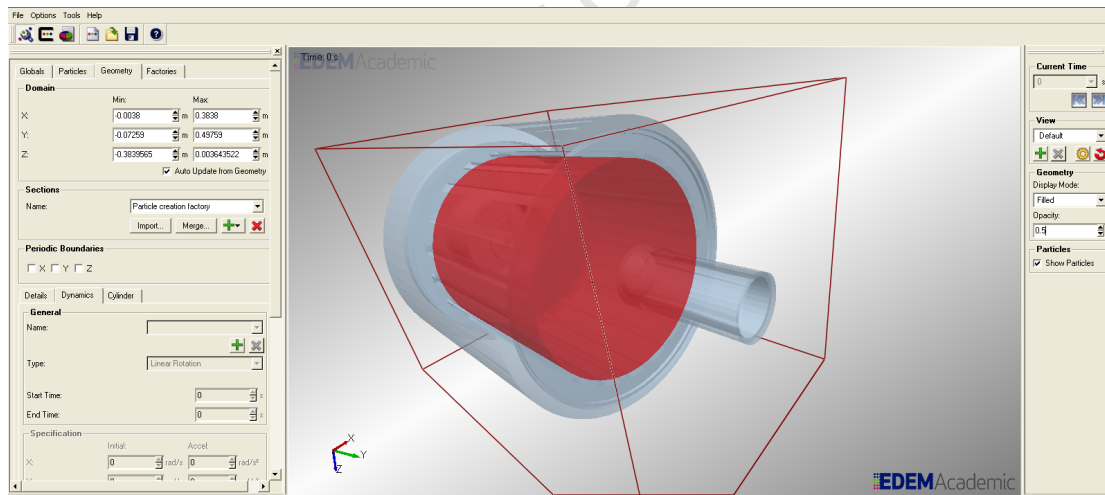 File Options Tools Help
Time: 0 s
EDEMAcademic
Globals Particles Geometry Factories
Domain
Min: Max:
X: -0.0038 m 0.3838 m
Y: -0.07259 m 0.49759 m
Z: -0.3839565 m 0.003643522 m
Auto Update from Geometry
Sections
Name: Particle creation factory
Import... Merge...
Periodic Boundaries
X Y Z
Details Dynamics Cylinder
General
Name:
Type: Linear Rotation
Start Time: 0 s
End Time: 0 s
Specification
Initial: Accel:
X: 0 rad/s 0 rad/s²
X
Y
Z
EDEMAcademic
Current Time
0 s
View
Default
Geometry
Display Mode:
Filled
Opacity:
0.5
Particles
Show Particles